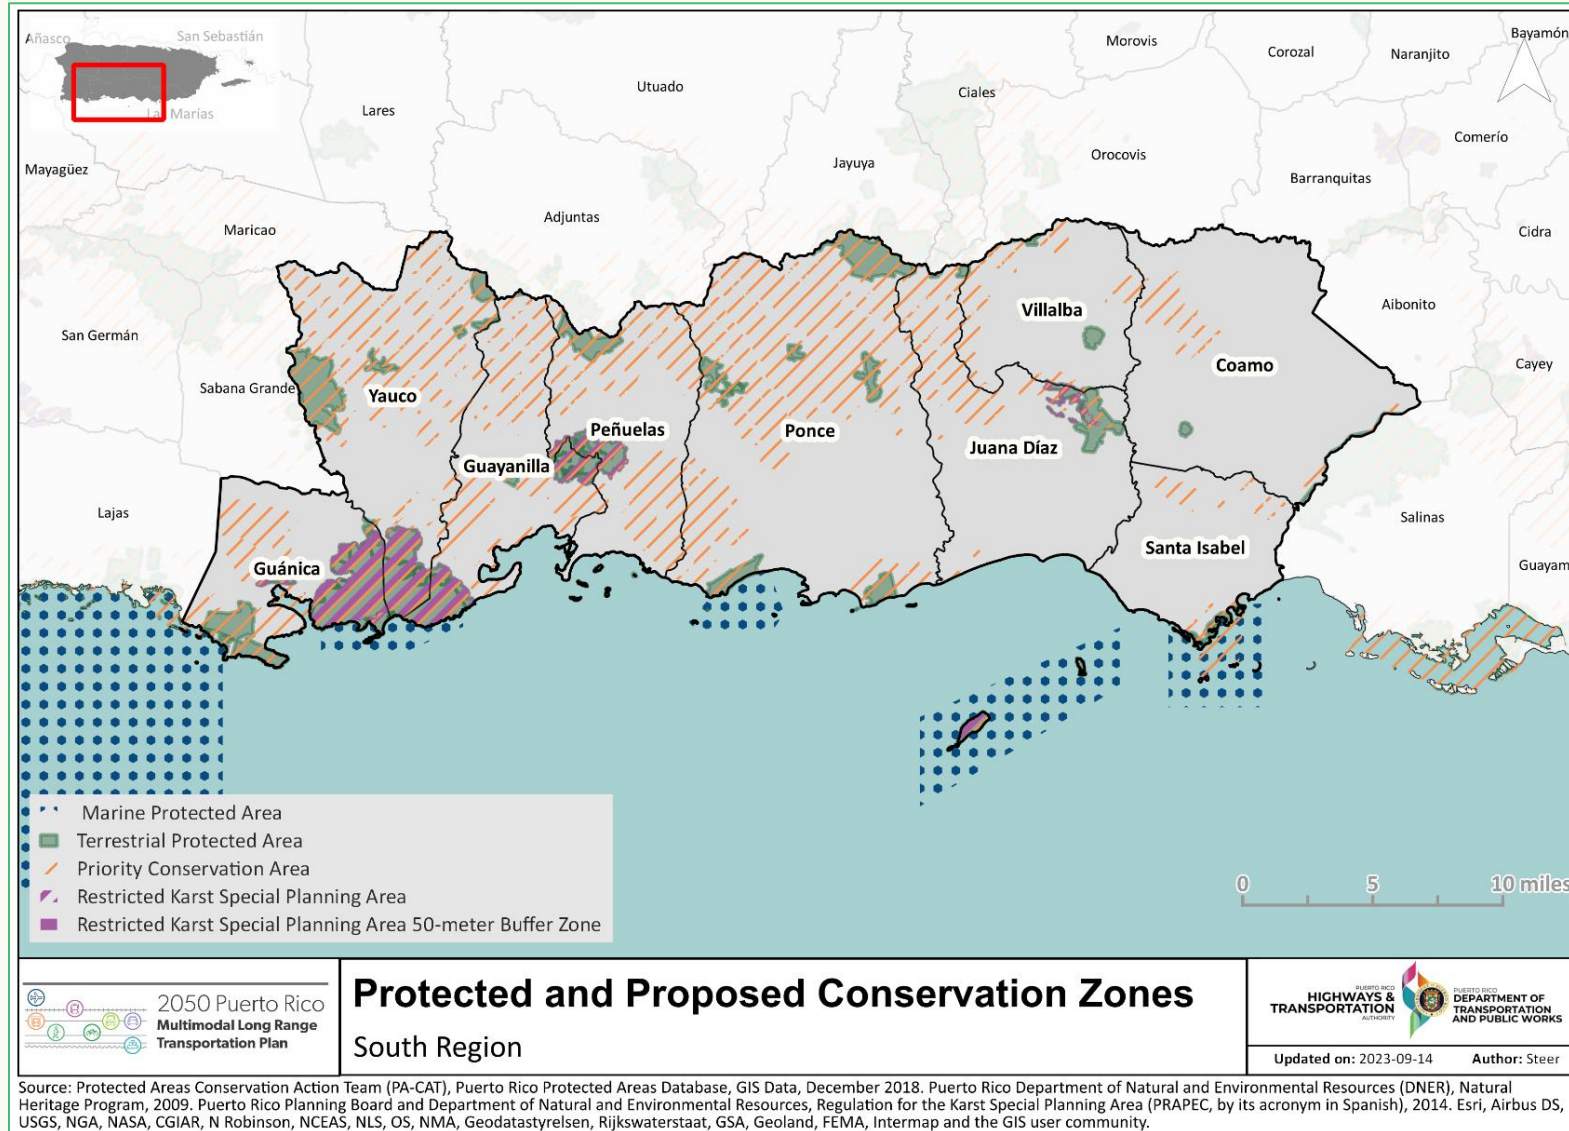 Añasco
San Sebastián
Las Marías
Lares
Utuado
Ciales
Morovis
Corozal
Naranjito
Bayamón
Mayagüez
Maricao
Adjuntas
Jayuya
Orocovis
Barranquitas
Comerío
Cidra
San Germán
Sabana Grande
Lajas
Aibonito
Cayey
Salinas
Guayam
Yauco
Guayanilla
Peñuelas
Ponce
Villalba
Juana Díaz
Coamo
Guánica
Santa Isabel
Marine Protected Area
Terrestrial Protected Area
Priority Conservation Area
Restricted Karst Special Planning Area
Restricted Karst Special Planning Area 50-meter Buffer Zone
0 5 10 miles
2050 Puerto Rico
Multimodal Long Range
Transportation Plan
Protected and Proposed Conservation Zones
South Region
PUERTO RICO
HIGHWAYS &
TRANSPORTATION
AUTHORITY
PUERTO RICO
DEPARTMENT OF
TRANSPORTATION
AND PUBLIC WORKS
Updated on: 2023-09-14 Author: Steer
Source: Protected Areas Conservation Action Team (PA-CAT), Puerto Rico Protected Areas Database, GIS Data, December 2018. Puerto Rico Department of Natural and Environmental Resources (DNER), Natural
Heritage Program, 2009. Puerto Rico Planning Board and Department of Natural and Environmental Resources, Regulation for the Karst Special Planning Area (PRAPEC, by its acronym in Spanish), 2014. Esri, Airbus DS,
USGS, NGA, NASA, CGIAR, N Robinson, NCEAS, NLS, OS, NMA, Geodatastyrelsen, Rijkswaterstaat, GSA, Geoland, FEMA, Intermap and the GIS user community.